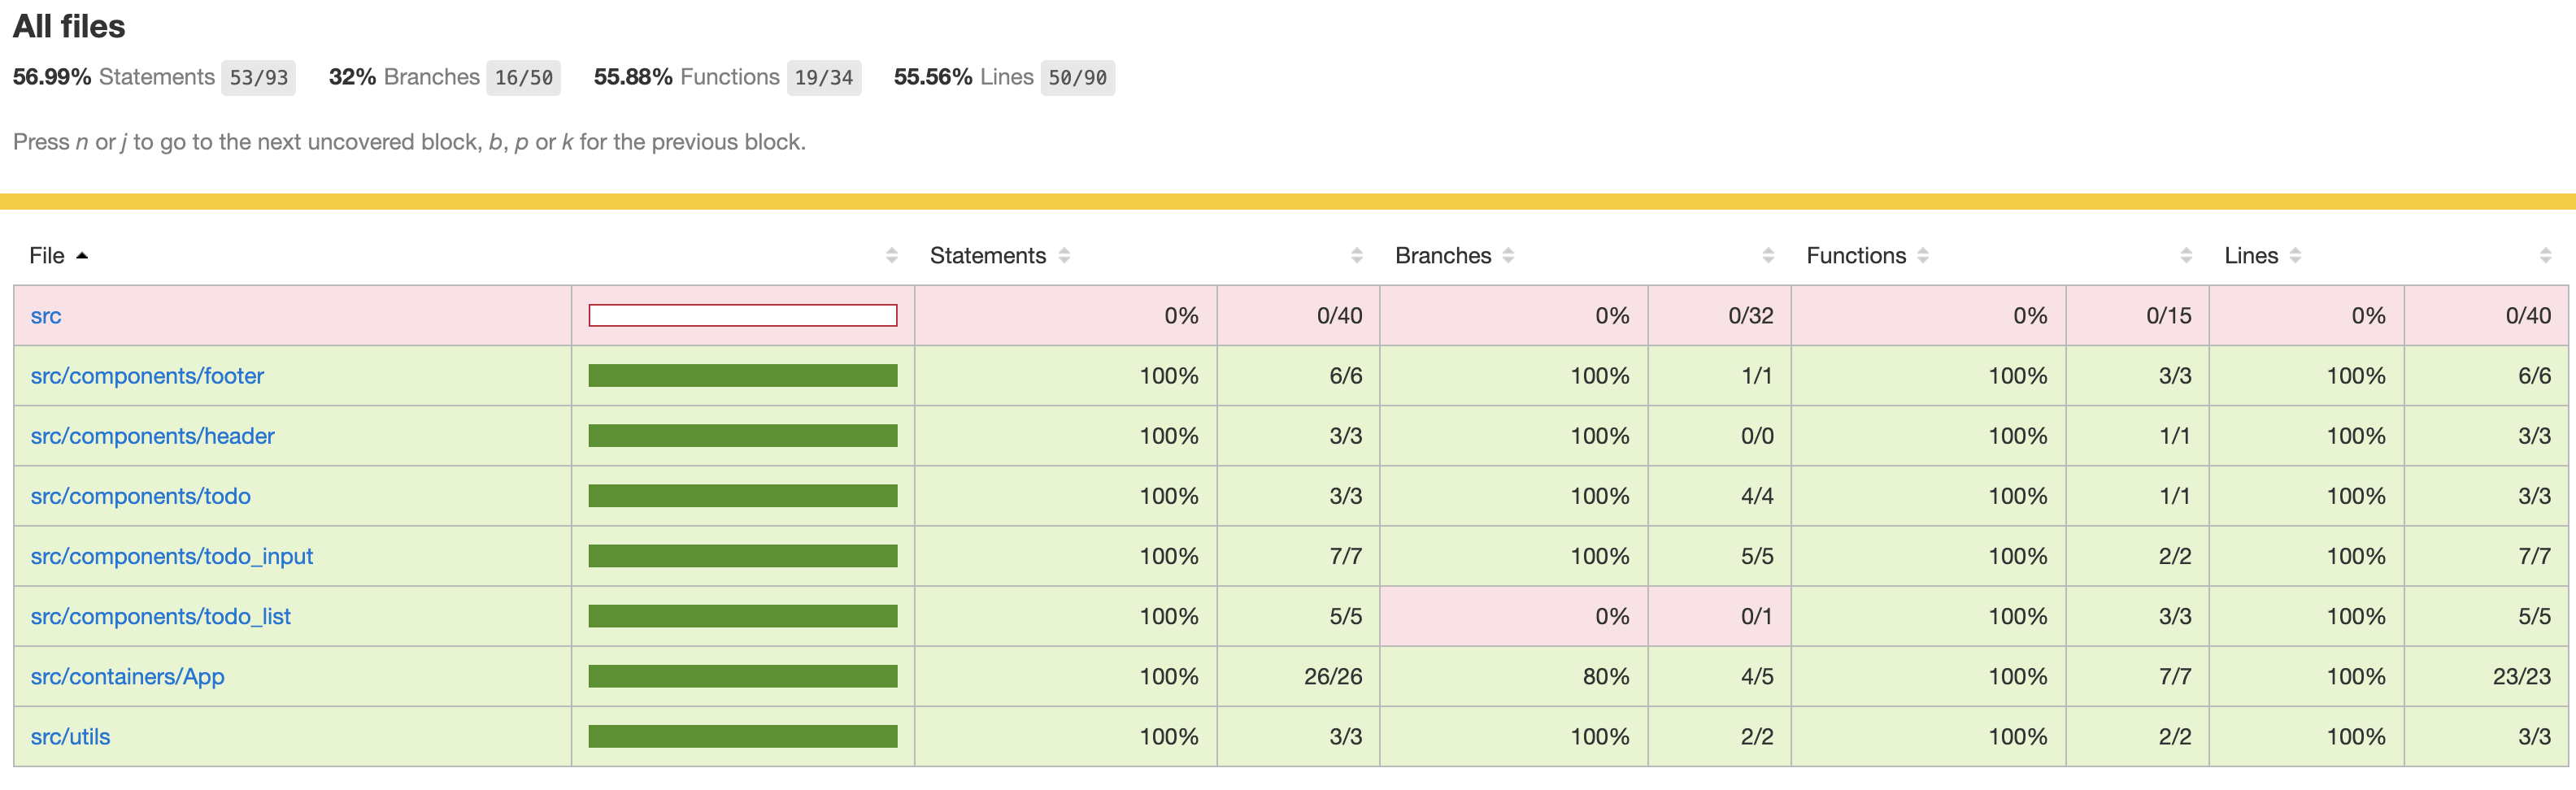 All files
56.99% Statements 53/93 32% Branches 16/50 55.88% Functions 19/34 55.56% Lines 50/90
Press n or j to go to the next uncovered block, b, p or k for the previous block.
File Statements Branches Functions Lines
src 0% 0/40 0% 0/32 0% 0/15 0% 0/40
src/components/footer 100% 6/6 100% 1/1 100% 3/3 100% 6/6
src/components/header 100% 3/3 100% 0/0 100% 1/1 100% 3/3
src/components/todo 100% 3/3 100% 4/4 100% 1/1 100% 3/3
src/components/todo_input 100% 7/7 100% 5/5 100% 2/2 100% 7/7
src/components/todo_list 100% 5/5 0% 0/1 100% 3/3 100% 5/5
src/containers/App 100% 26/26 80% 4/5 100% 7/7 100% 23/23
src/utils 100% 3/3 100% 2/2 100% 2/2 100% 3/3